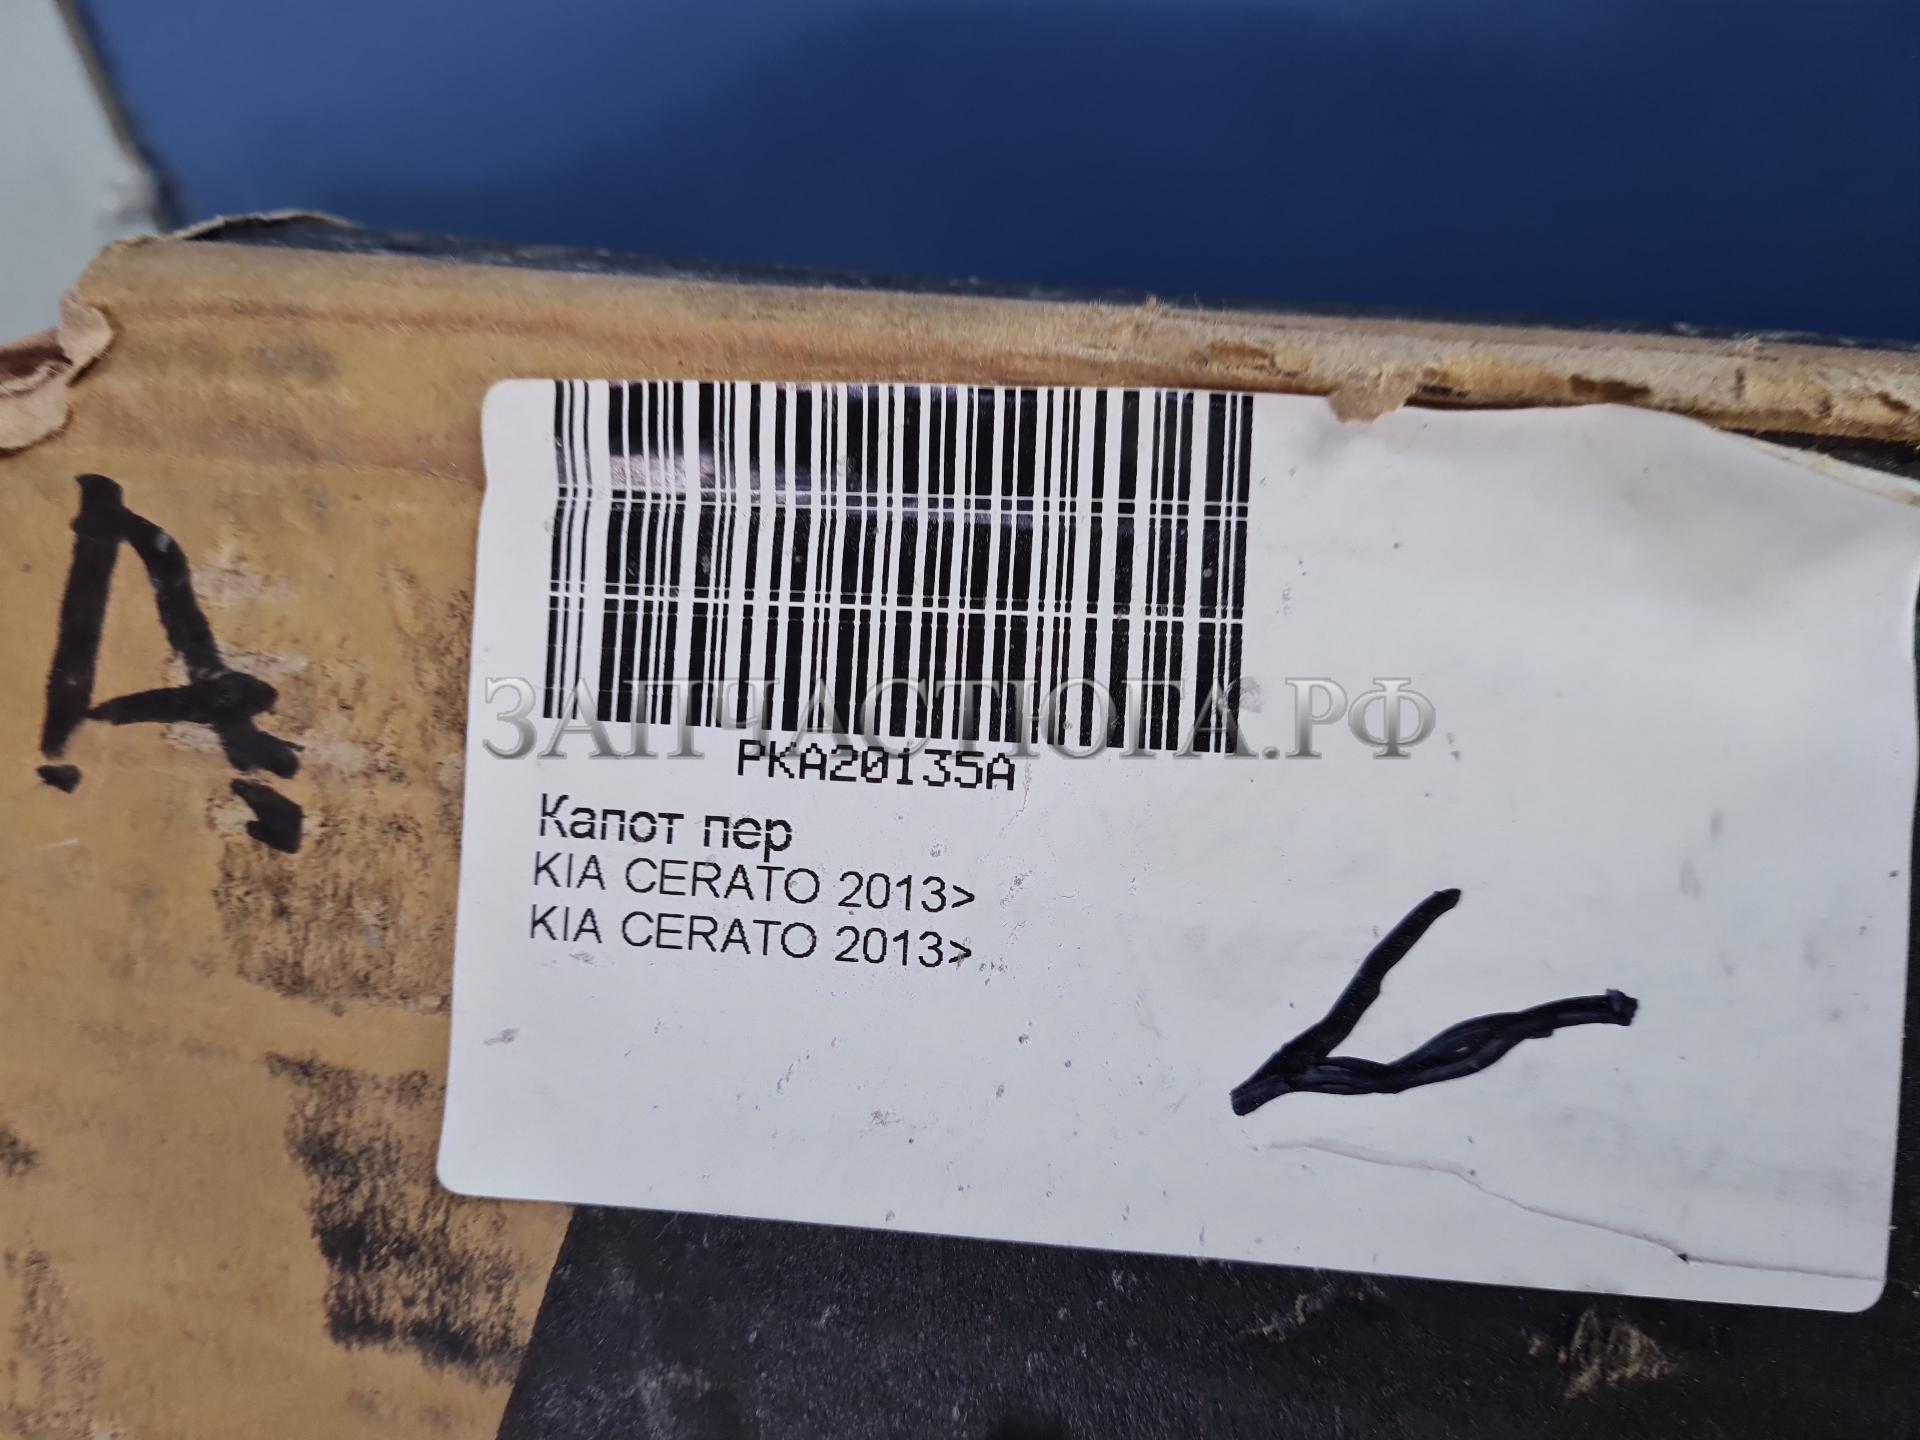 ЗАПЧАСТЮГА.РФ
PKA20135A
Капот пер
KIA CERATO 2013>
KIA CERATO 2013>